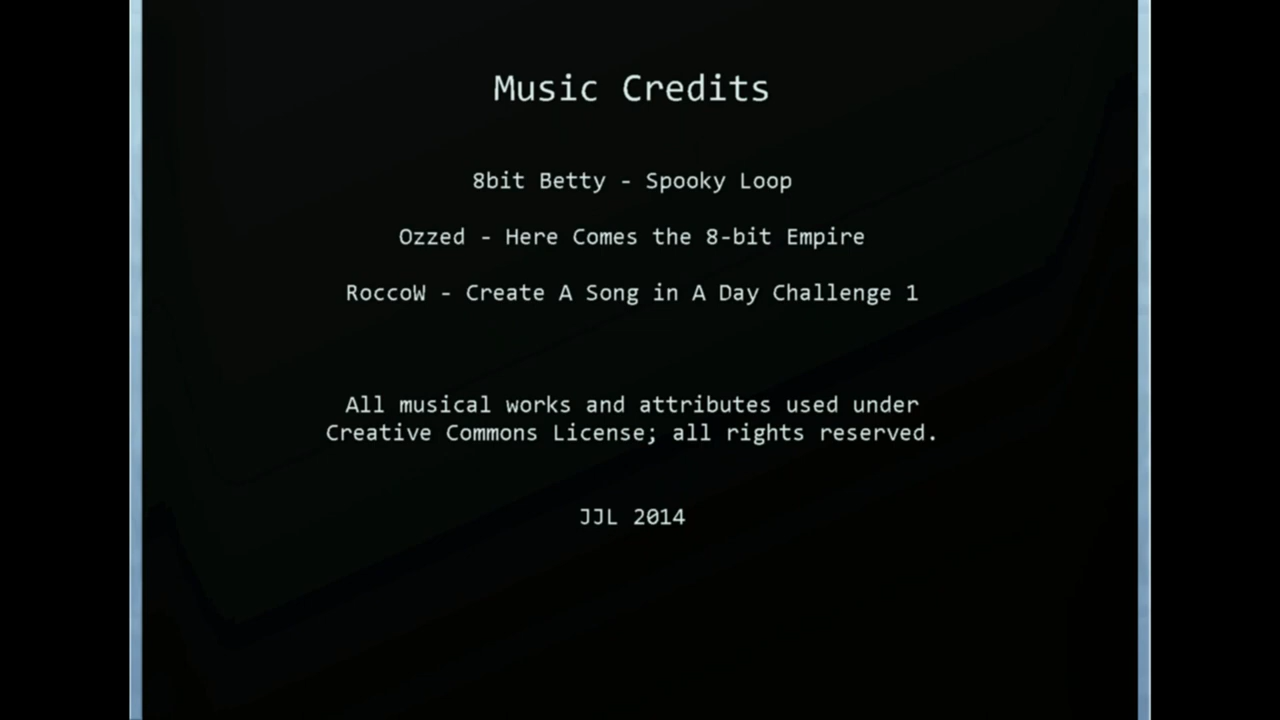 Music Credits
8bit Betty - Spooky Loop
Ozzed - Here Comes the 8-bit Empire
RoccoW - Create A Song in A Day Challenge 1
All musical works and attributes used under
Creative Commons License; all rights reserved.
JJL 2014